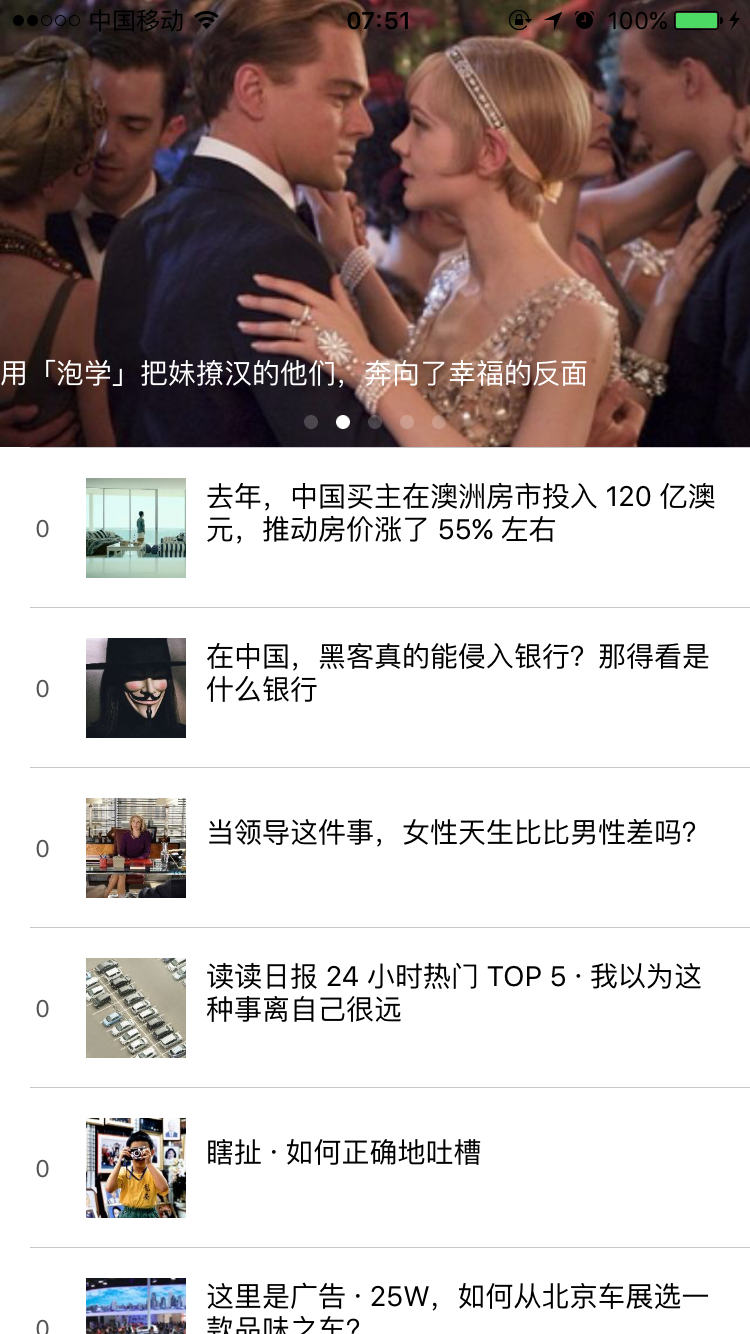 中国移动
07:51
100%
用「泡学」把妹撩汉的他们，奔向了幸福的反面
0
去年，中国买主在澳洲房市投入 120 亿澳
元，推动房价涨了 55% 左右
0
在中国，黑客真的能侵入银行？那得看是
什么银行
0
当领导这件事，女性天生比比男性差吗？
0
读读日报 24 小时热门 TOP 5 · 我以为这
种事离自己很远
0
瞎扯 · 如何正确地吐槽
0
这里是广告 · 25W，如何从北京车展选一
款品味之车？